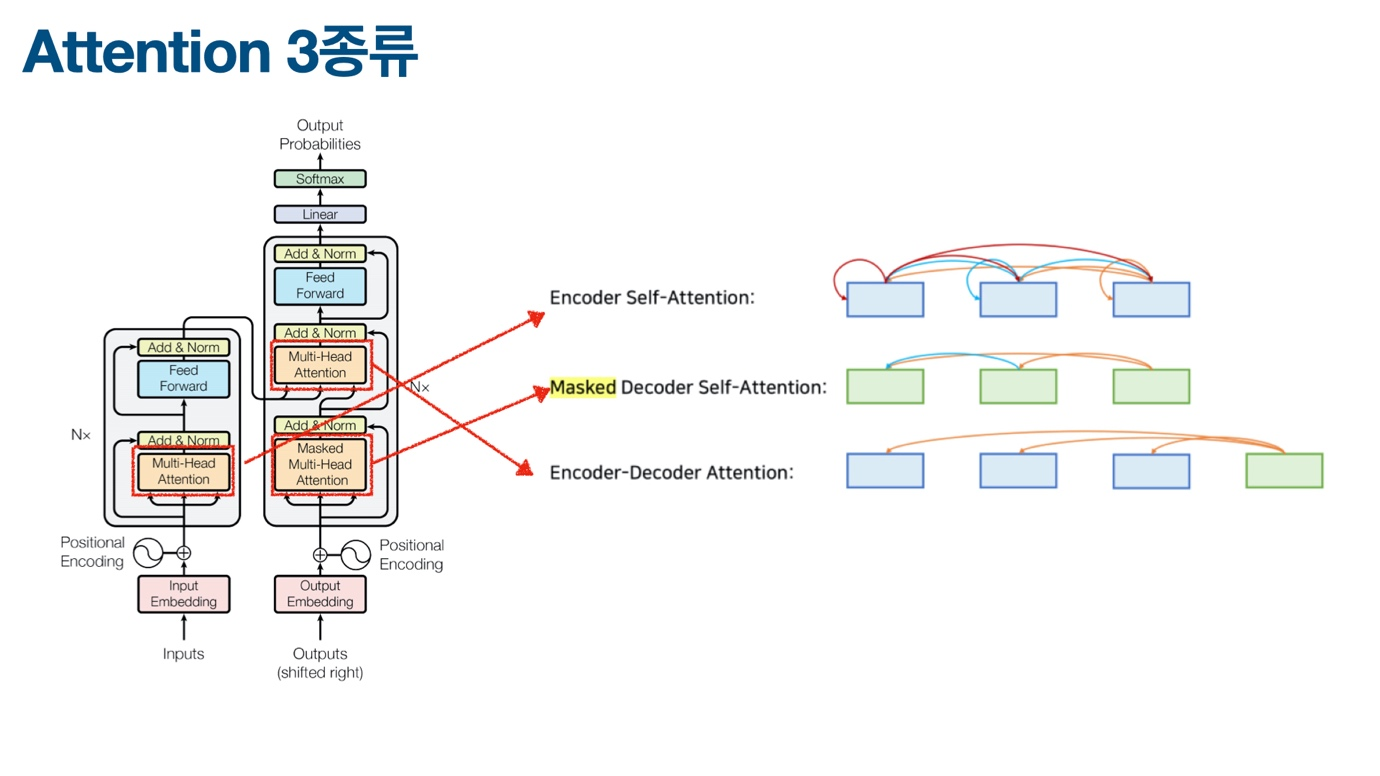 Attention 3종류
Output
Probabilities
Softmax
Linear
Add & Norm
Feed
Forward
Add & Norm
Multi-Head
Attention
N×
Add & Norm
Masked
Multi-Head
Attention
Add & Norm
Feed
Forward
N×
Add & Norm
Multi-Head
Attention
Positional
Encoding
Positional
Encoding
Input
Embedding
Output
Embedding
Inputs
Outputs
(shifted right)
Encoder Self-Attention:
Masked Decoder Self-Attention:
Encoder-Decoder Attention: